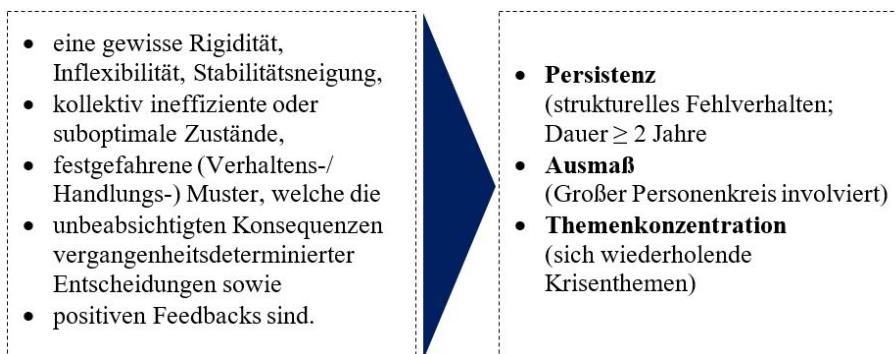 • eine gewisse Rigidität,
Inflexibilität, Stabilitätsneigung,
• kollektiv ineffiziente oder
suboptimale Zustände,
• festgefahrene (Verhaltens-/
Handlungs-) Muster, welche die
• unbeabsichtigten Konsequenzen
vergangenheitsdeterminierter
Entscheidungen sowie
• positiven Feedbacks sind.
• Persistenz
(strukturelles Fehlverhalten;
Dauer ≥ 2 Jahre
• Ausmaß
(Großer Personenkreis involviert)
• Themenkonzentration
(sich wiederholende
Krisenthemen)